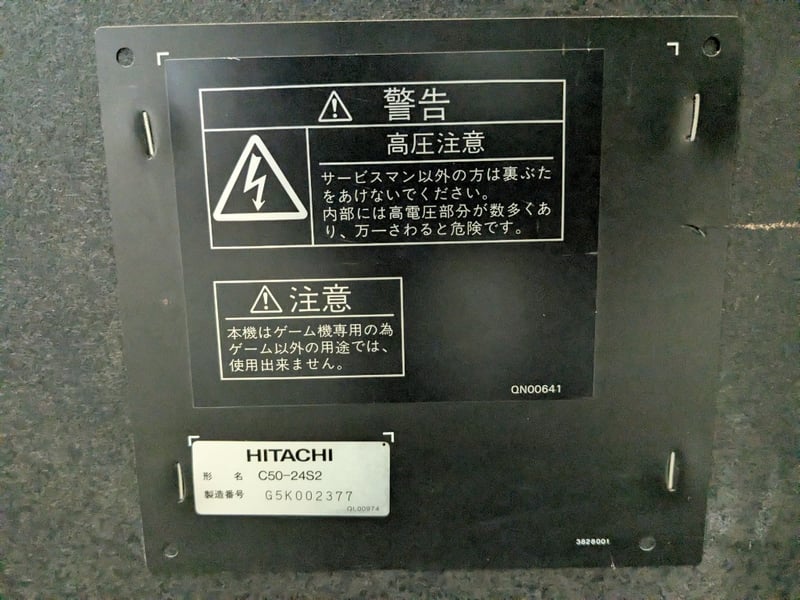 警告
高圧注意
サービスマン以外の方は裏ぶた
をあけないでください。
内部には高電圧部分が数多くあ
り、万一さわると危険です。
注意
本機はゲーム機専用の為
ゲーム以外の用途では、
使用出来ません。
QN00641
HITACHI
形 名 C50-24S2
製造番号 G5K002377
QL00974
3828001